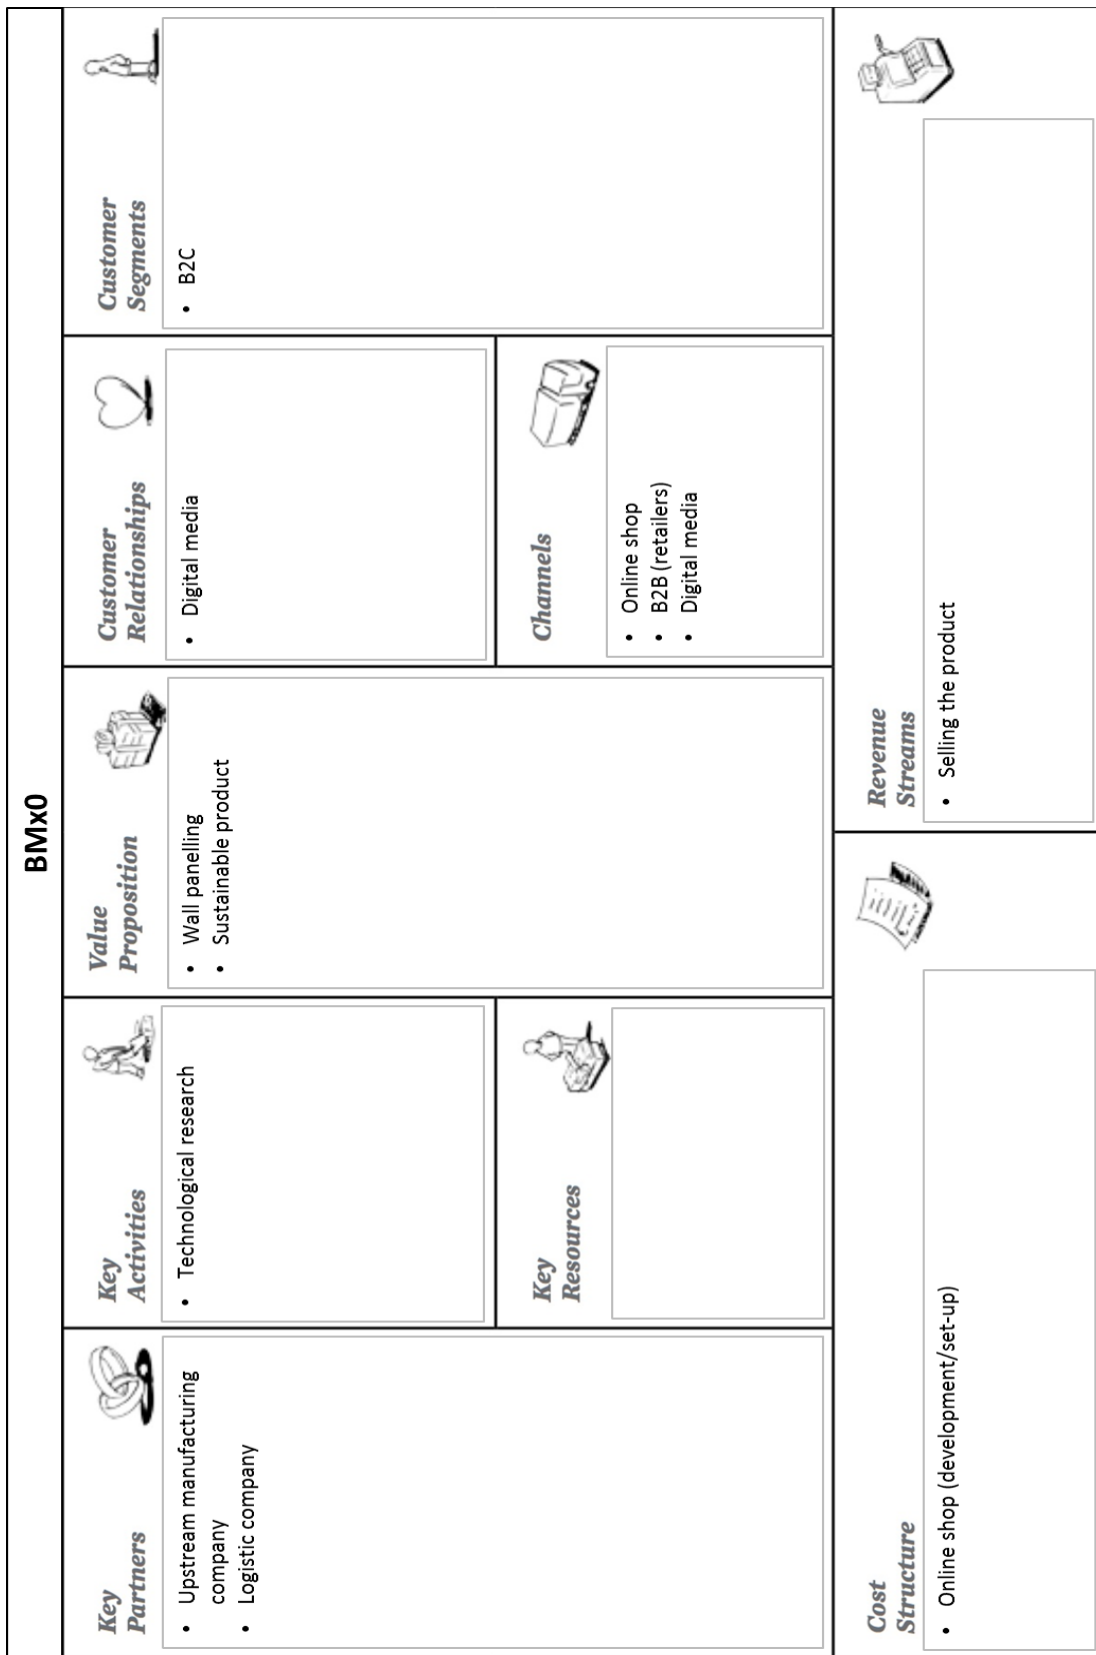 BMx0
Key
Partners
• Upstream manufacturing
company
• Logistic company
Key
Activities
• Technological research
Key
Resources
Value
Proposition
• Wall panelling
• Sustainable product
Customer
Relationships
• Digital media
Channels
• Online shop
• B2B (retailers)
• Digital media
Customer
Segments
• B2C
Cost
Structure
• Online shop (development/set-up)
Revenue
Streams
• Selling the product